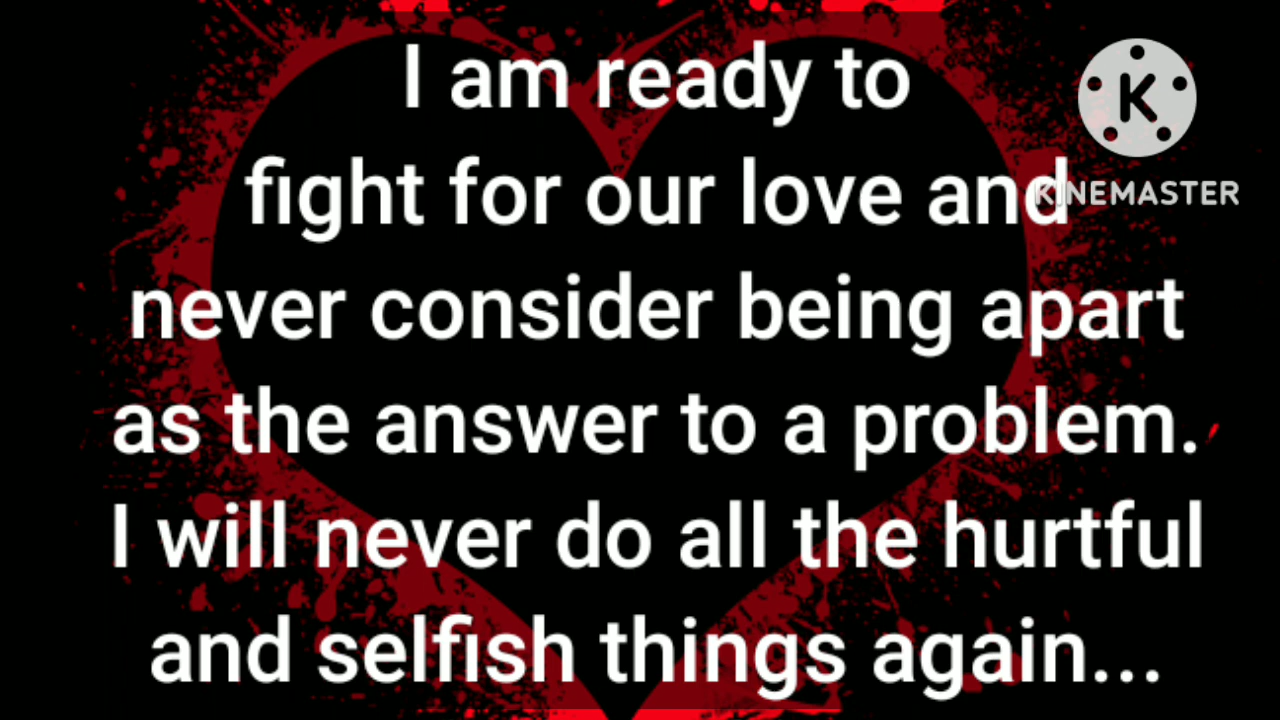 I am ready to
fight for our love and
never consider being apart
as the answer to a problem.
I will never do all the hurtful
and selfish things again...
K
KINEMASTER